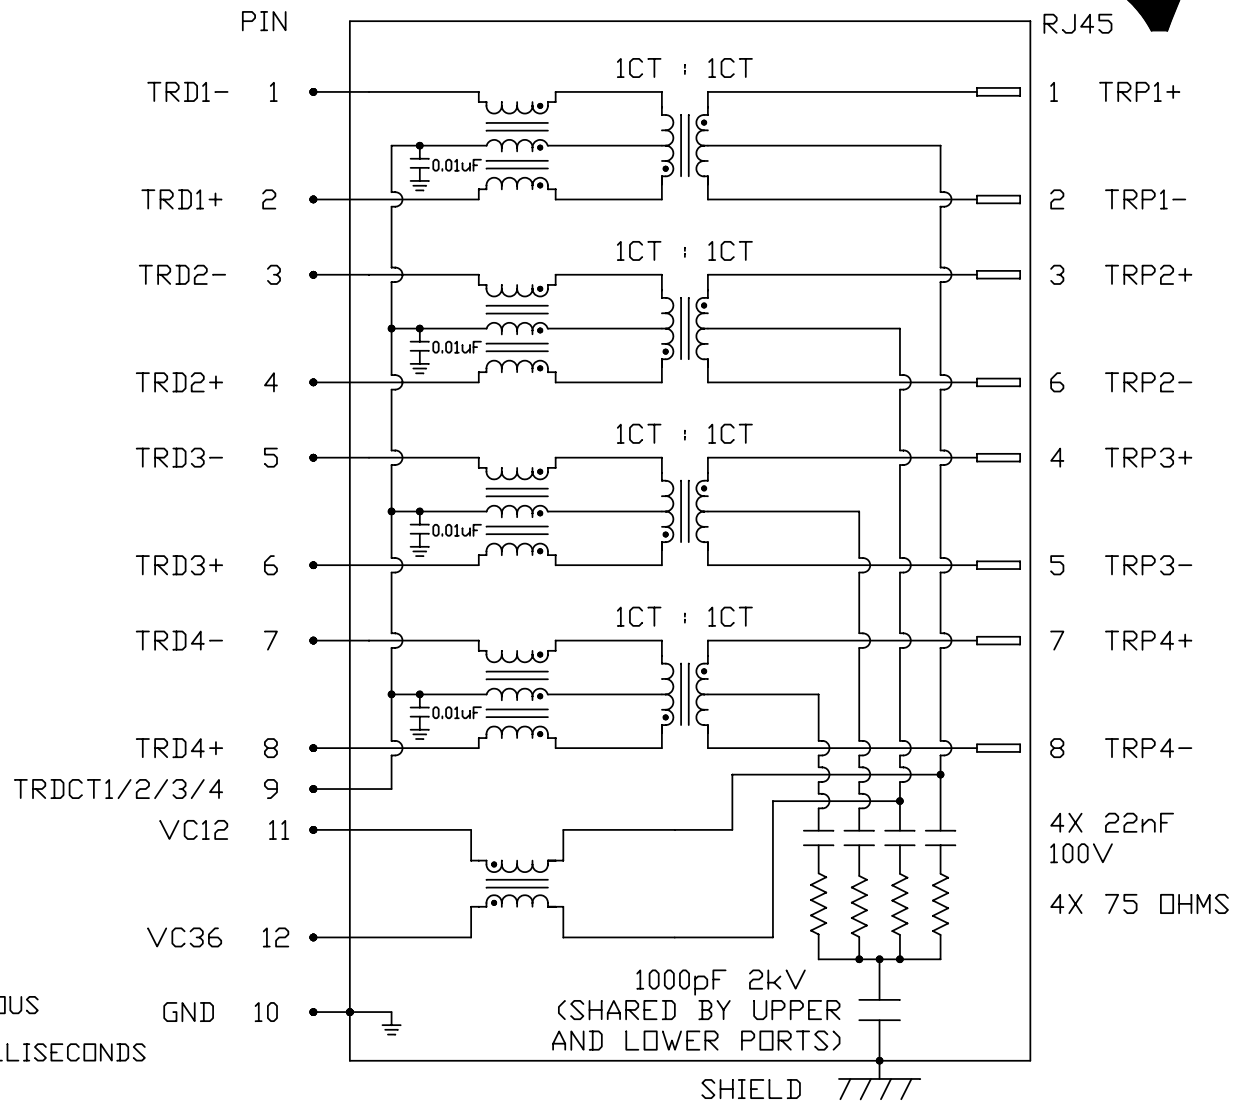 PIN RJ45
1CT : 1CT
TRD1- 1 1 TRP1+
0.01uF
TRD1+ 2 2 TRP1-
1CT : 1CT
TRD2- 3 3 TRP2+
0.01uF
TRD2+ 4 6 TRP2-
1CT : 1CT
TRD3- 5 4 TRP3+
0.01uF
TRD3+ 6 5 TRP3-
1CT : 1CT
TRD4- 7 7 TRP4+
0.01uF
TRD4+ 8 8 TRP4-
TRDCT1/2/3/4 9
VC12 11
4X 22nF
100V
4X 75 OHMS
VC36 12
1000pF 2kV
(SHARED BY UPPER
AND LOWER PORTS)
OUS
GND 10
LLISECONDS
SHIELD